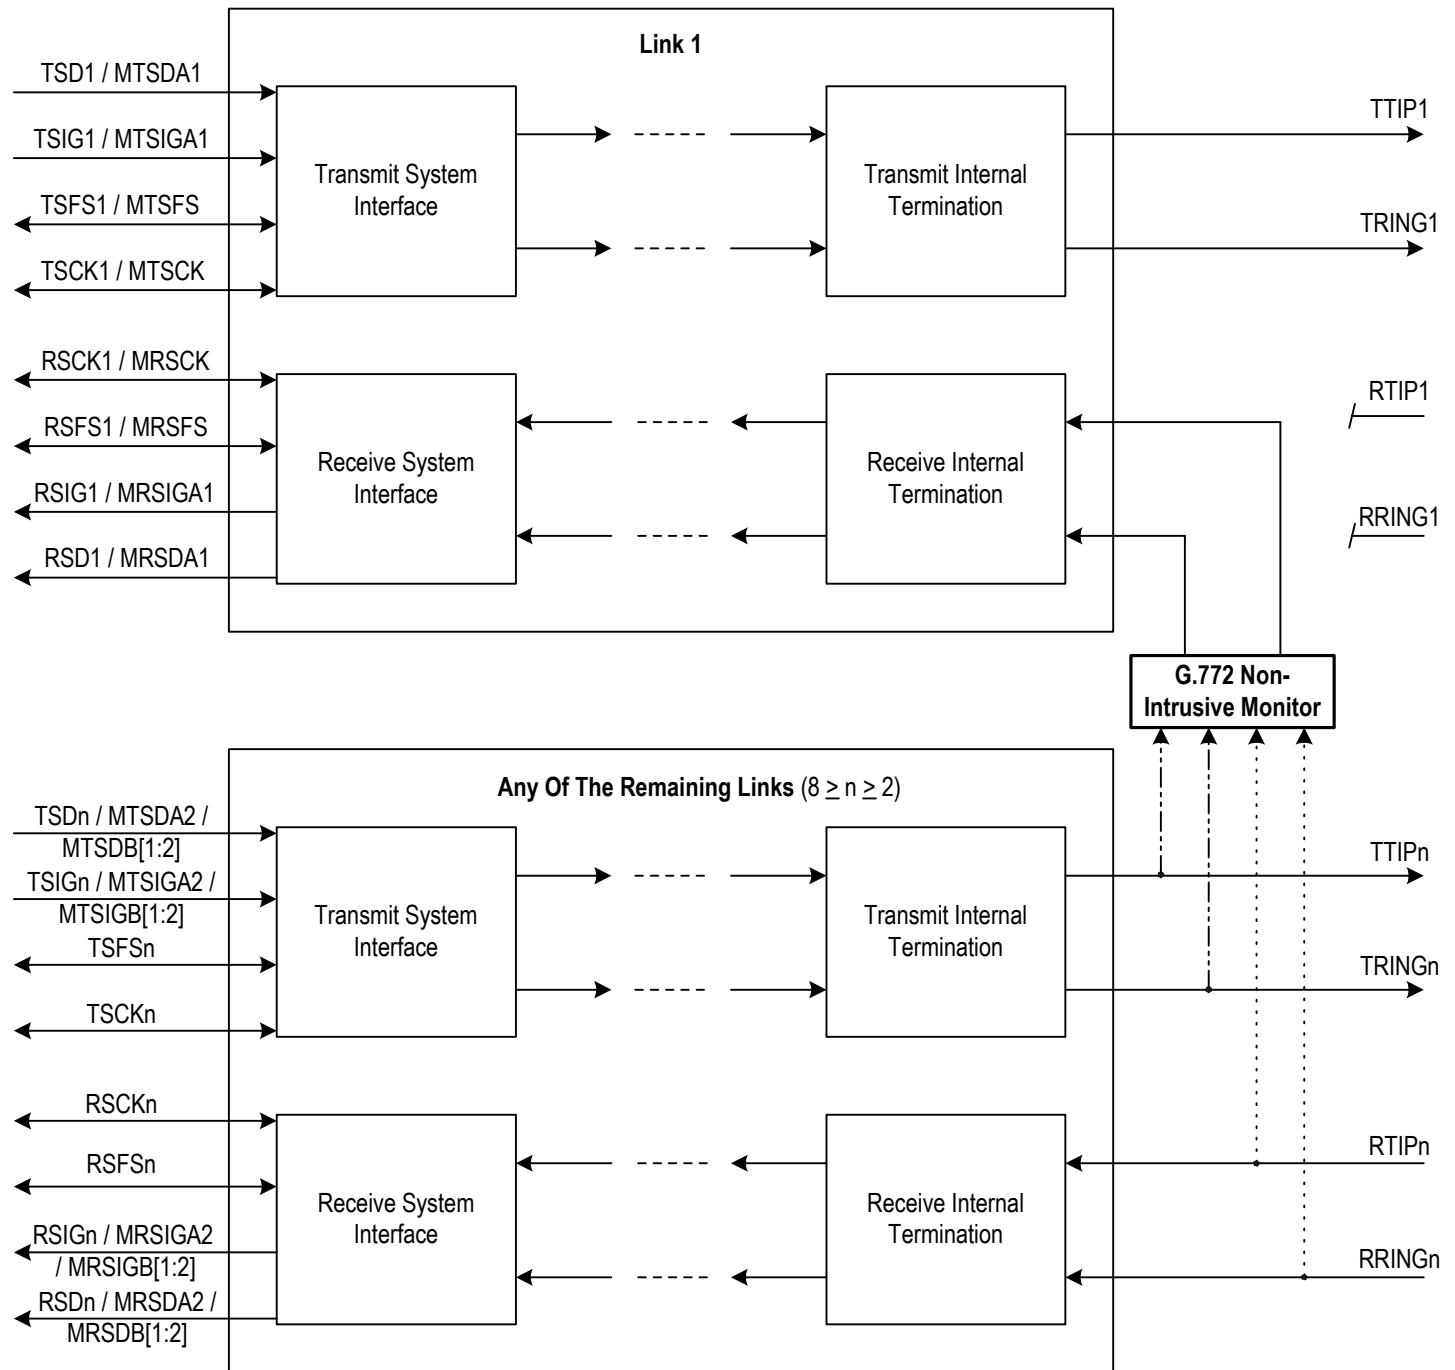 Link 1
TSD1 / MTSDA1
TSIG1 / MTSIGA1
TSFS1 / MTSFS
TSCK1 / MTSCK
Transmit System
Interface
Transmit Internal
Termination
TTIP1
TRING1
RSCK1 / MRSCK
RSFS1 / MRSFS
RSIG1 / MRSIGA1
RSD1 / MRSDA1
Receive System
Interface
Receive Internal
Termination
RTIP1
RRING1
G.772 Non-
Intrusive Monitor
Any Of The Remaining Links (8 ≥ n ≥ 2)
TSDn / MTSDA2 /
MTSDB[1:2]
TSIGn / MTSIGA2 /
MTSIGB[1:2]
TSFSn
TSCKn
Transmit System
Interface
Transmit Internal
Termination
TTIPn
TRINGn
RSCKn
RSFSn
RSIGn / MRSIGA2
/ MRSIGB[1:2]
RSDn / MRSDA2 /
MRSDB[1:2]
Receive System
Interface
Receive Internal
Termination
RTIPn
RRINGn